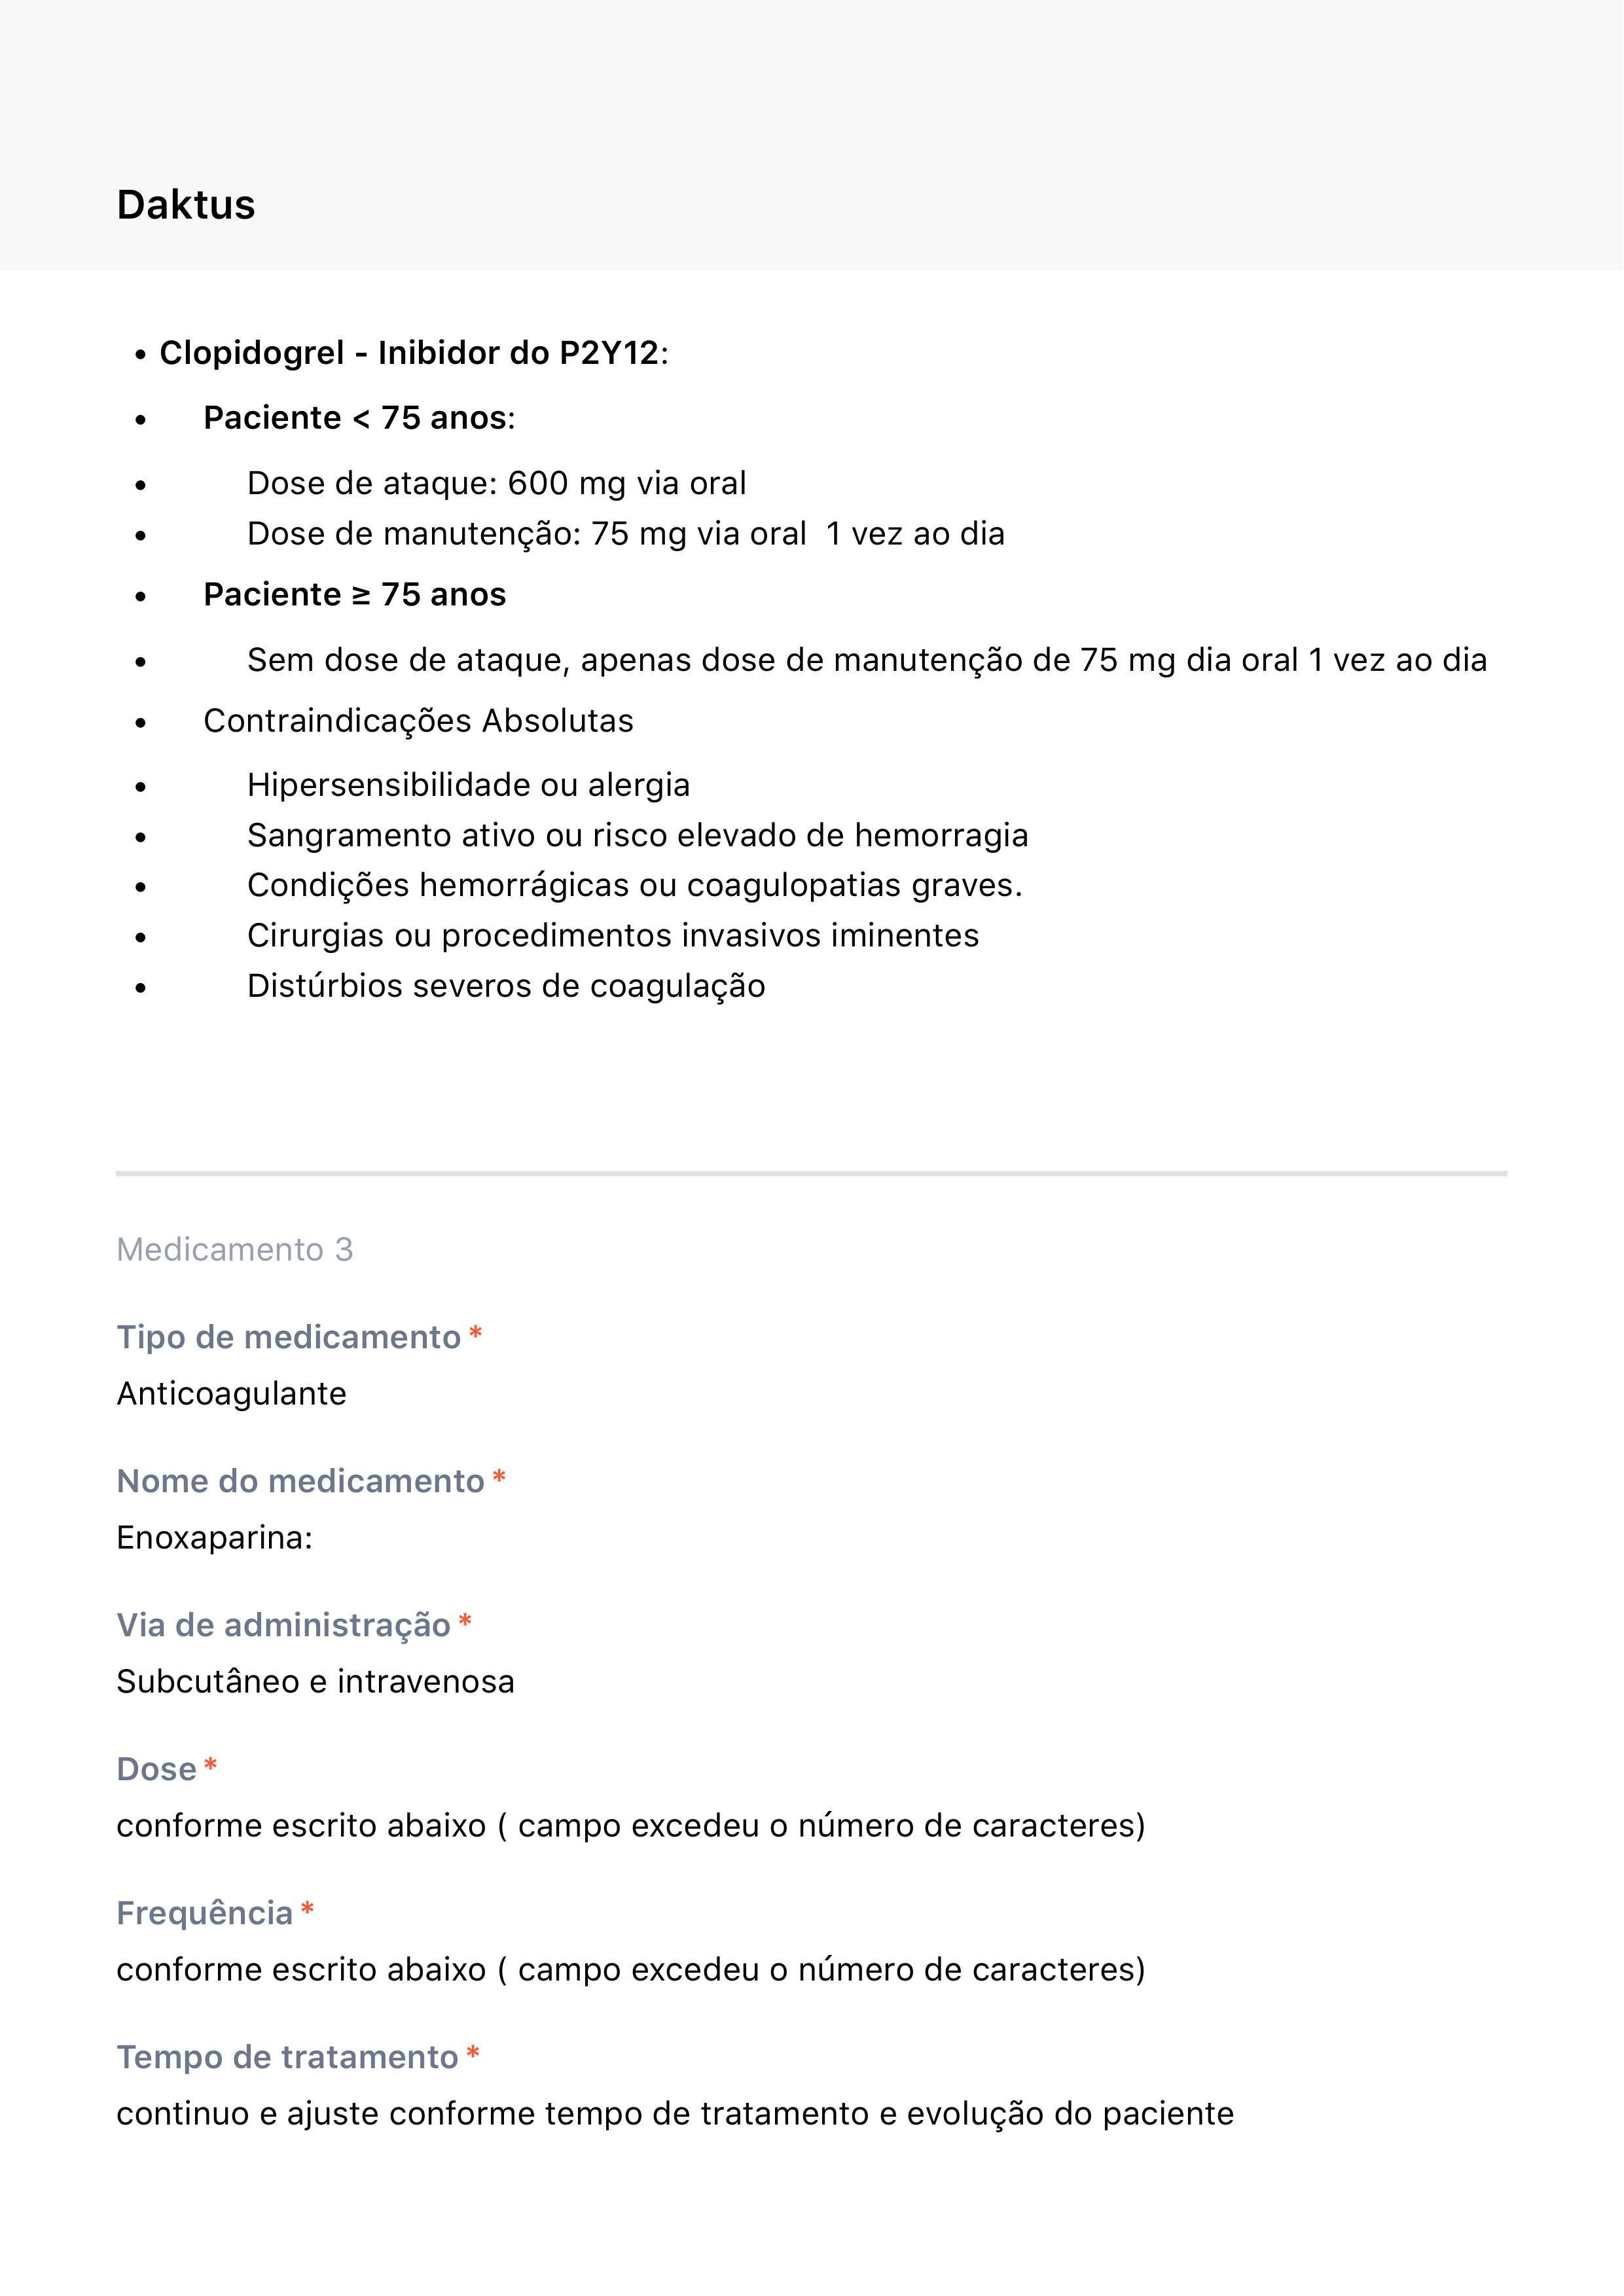 Daktus
• Clopidogrel - Inibidor do P2Y12:
• Paciente < 75 anos:
• Dose de ataque: 600 mg via oral
• Dose de manutenção: 75 mg via oral  1 vez ao dia
• Paciente ≥ 75 anos
• Sem dose de ataque, apenas dose de manutenção de 75 mg dia oral 1 vez ao dia
• Contraindicações Absolutas
• Hipersensibilidade ou alergia
• Sangramento ativo ou risco elevado de hemorragia
• Condições hemorrágicas ou coagulopatias graves.
• Cirurgias ou procedimentos invasivos iminentes
• Distúrbios severos de coagulação
Medicamento 3
Tipo de medicamento *
Anticoagulante
Nome do medicamento *
Enoxaparina:
Via de administração *
Subcutâneo e intravenosa
Dose *
conforme escrito abaixo ( campo excedeu o número de caracteres)
Frequência *
conforme escrito abaixo ( campo excedeu o número de caracteres)
Tempo de tratamento *
continuo e ajuste conforme tempo de tratamento e evolução do paciente